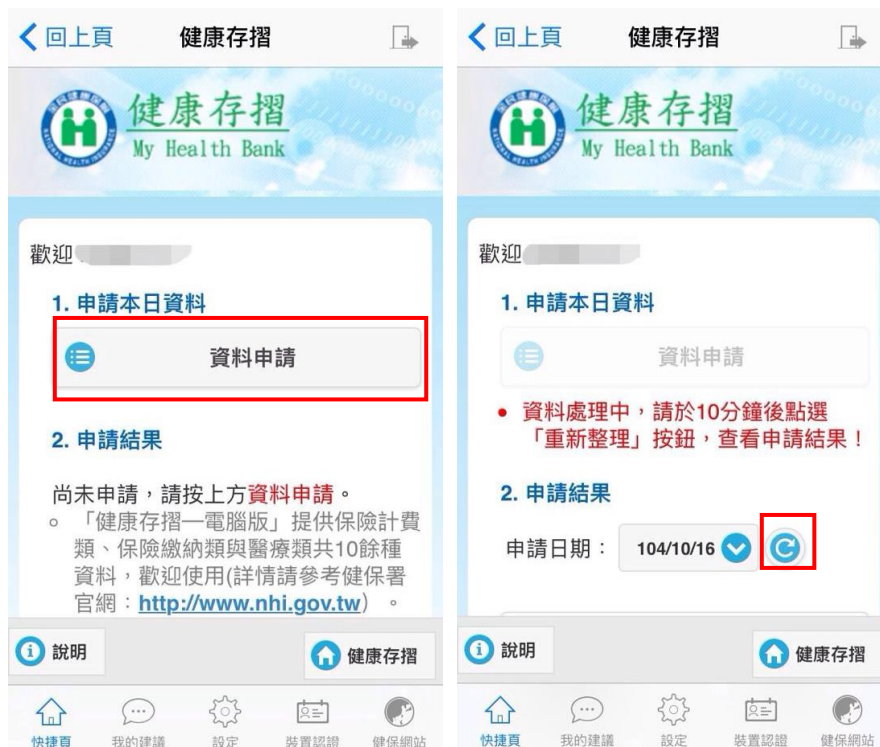 回上頁
健康存摺
健康存摺
My Health Bank
歡迎
1. 申請本日資料
資料申請
2. 申請結果
尚未申請，請按上方資料申請。
「健康存摺—電腦版」提供保險計費
類、保險繳納類與醫療類共10餘種
資料，歡迎使用(詳情請參考健保署
官網：http://www.nhi.gov.tw) 。
說明
健康存摺
快捷頁
我的建議
設定
裝置認證
健保網站
回上頁
健康存摺
健康存摺
My Health Bank
歡迎
1. 申請本日資料
資料申請
• 資料處理中，請於10分鐘後點選
「重新整理」按鈕，查看申請結果！
2. 申請結果
申請日期： 104/10/16
說明
健康存摺
快捷頁
我的建議
設定
裝置認證
健保網站